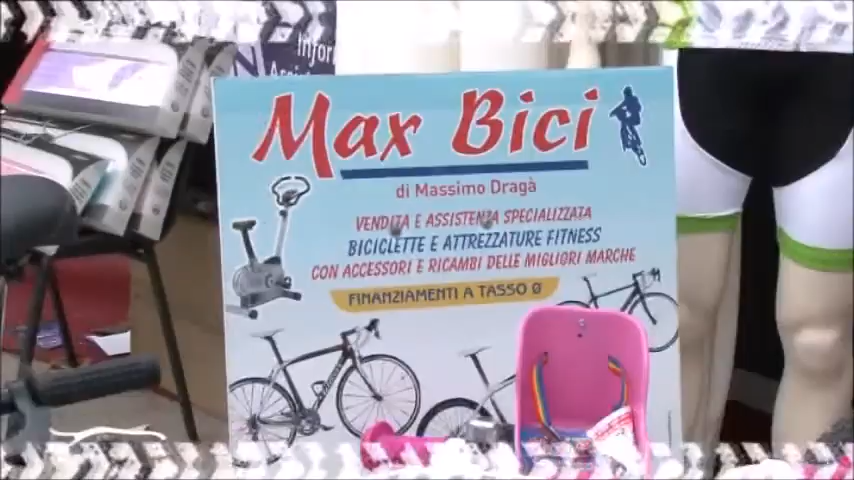 Infor
Max Bici
di Massimo Dragà
VENDITA E ASSISTENZA SPECIALIZZATA
BICICLETTE E ATTREZZATURE FITNESS
CON ACCESSORI E RICAMBI DELLE MIGLIORI MARCHE
FINANZIAMENTI A TASSO 0